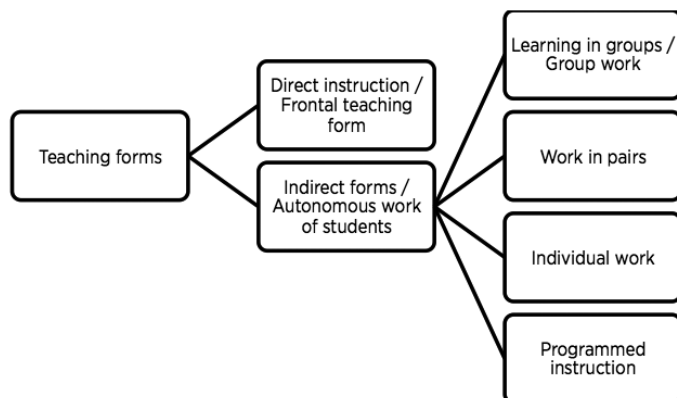 Teaching forms
Direct instruction /
Frontal teaching
form
Indirect forms /
Autonomous work
of students
Learning in groups /
Group work
Work in pairs
Individual work
Programmed
instruction